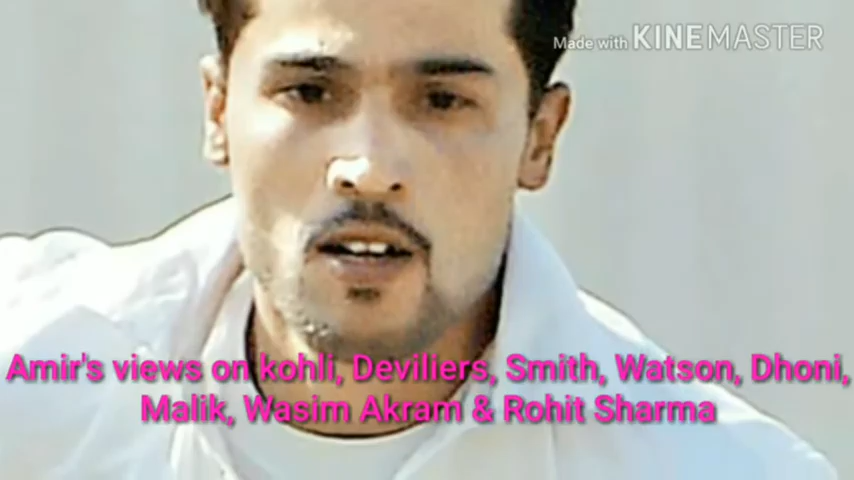 Made with KINEMASTER
Amir's views on kohli, Deviliers, Smith, Watson, Dhoni,
Malik, Wasim Akram & Rohit Sharma